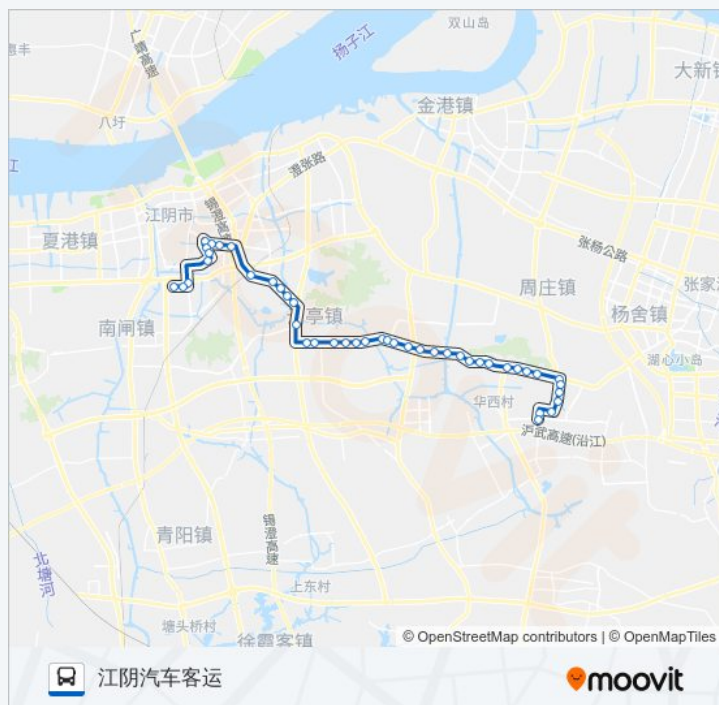 双山岛
扬子江
惠丰
广靖高速
大新镇
金港镇
八圩
江
澄张路
江阴市
锡澄高速
夏港镇
张杨公路
周庄镇
张家港
杨舍镇
南闸镇
亭镇
湖心小岛
华西村
沪武高速(沿江)
青阳镇
锡澄高速
北塘河
上东村
塘头桥村
徐霞客镇
© OpenStreetMap contributors | © OpenMapTiles
江阴汽车客运
moovit